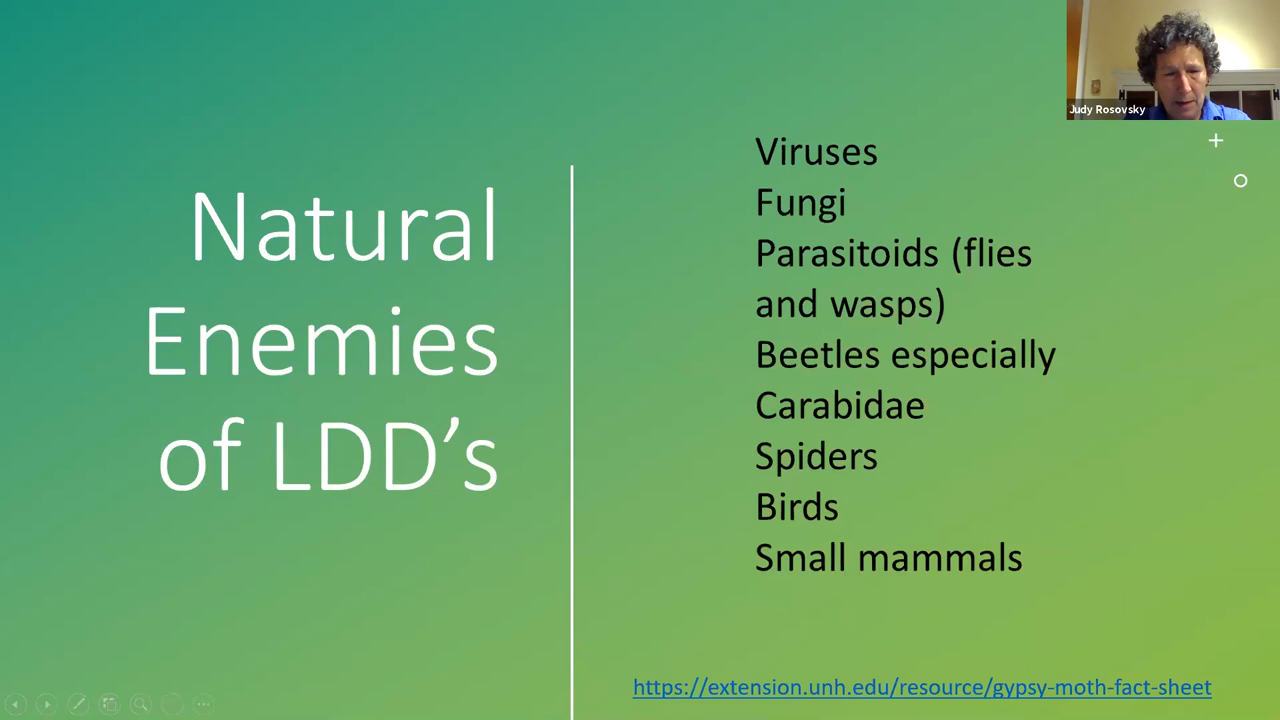 Judy Rosovsky
Natural
Enemies
of LDD’s
Viruses
Fungi
Parasitoids (flies
and wasps)
Beetles especially
Carabidae
Spiders
Birds
Small mammals
https://extension.unh.edu/resource/gypsy-moth-fact-sheet